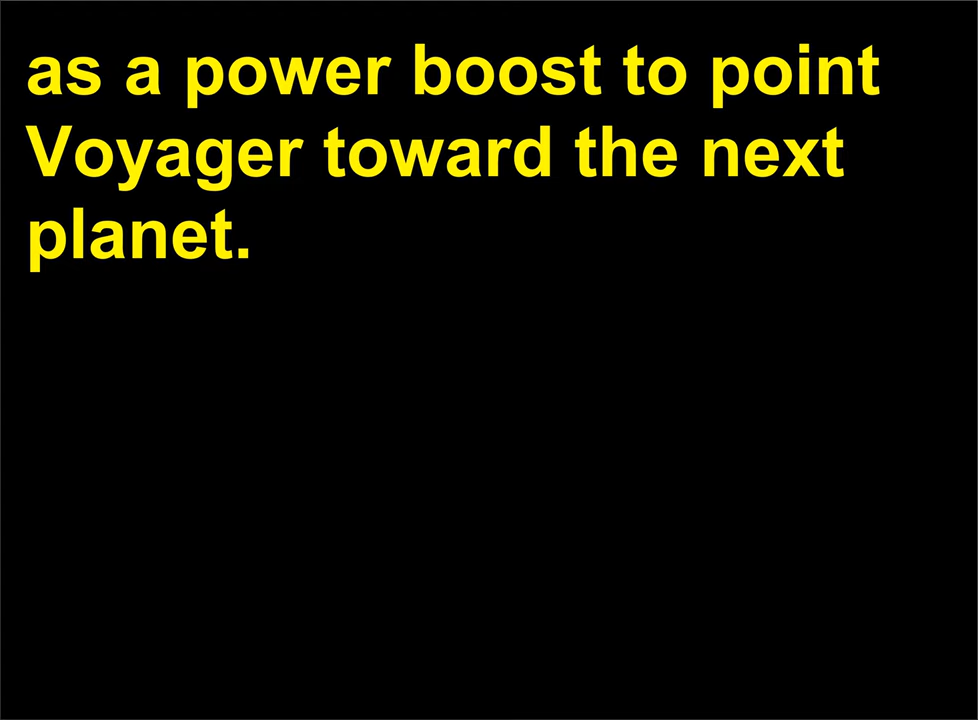 as a power boost to point
Voyager toward the next
planet.